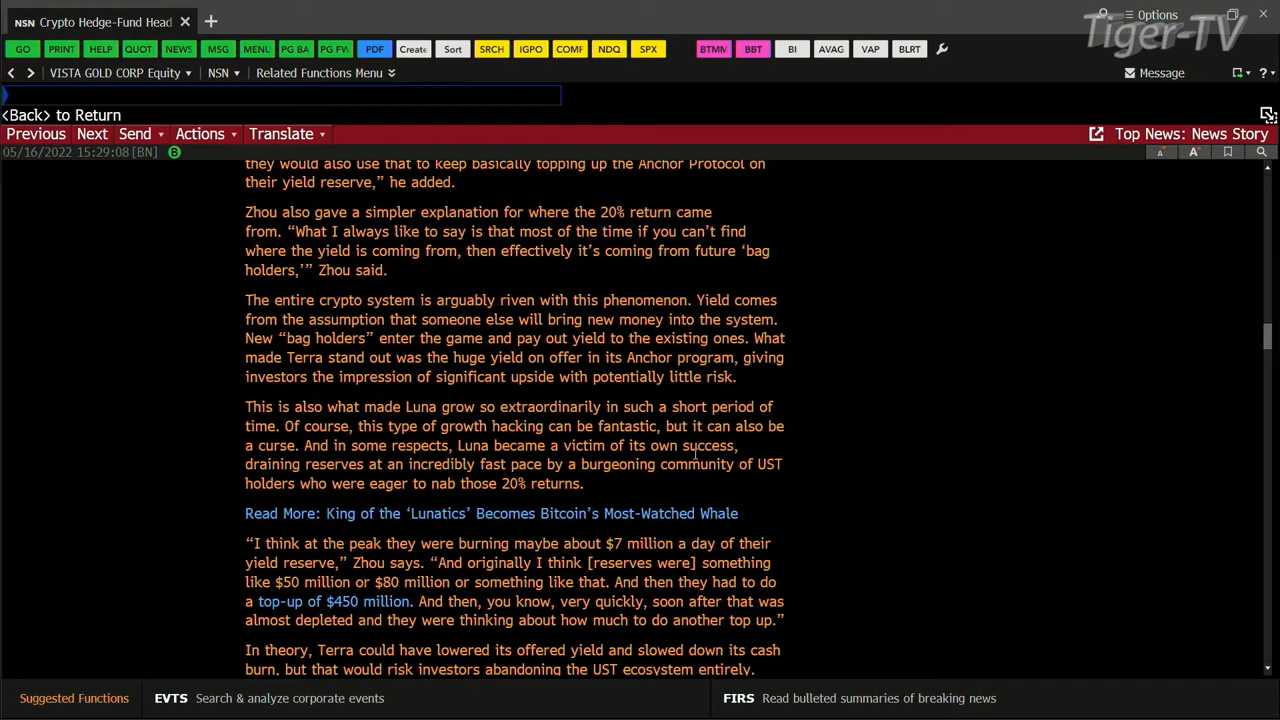 NSN Crypto Hedge-Fund Head
Options
Tiger-TV
GO PRINT HELP QUOT NEWS MSG MENU PG BA PG FW PDF Create Sort SRCH IGPO COMF NDQ SPX BTMM BBT BI AVAG VAP BLRT
VISTA GOLD CORP Equity NSN Related Functions Menu Message
<Back> to Return
Previous Next Send Actions Translate Top News: News Story
05/16/2022 15:29:08 [BN] B
they would also use that to keep basically topping up the Anchor Protocol on
their yield reserve,” he added.
Zhou also gave a simpler explanation for where the 20% return came
from. “What I always like to say is that most of the time if you can’t find
where the yield is coming from, then effectively it’s coming from future ‘bag
holders,’” Zhou said.
The entire crypto system is arguably riven with this phenomenon. Yield comes
from the assumption that someone else will bring new money into the system.
New “bag holders” enter the game and pay out yield to the existing ones. What
made Terra stand out was the huge yield on offer in its Anchor program, giving
investors the impression of significant upside with potentially little risk.
This is also what made Luna grow so extraordinarily in such a short period of
time. Of course, this type of growth hacking can be fantastic, but it can also be
a curse. And in some respects, Luna became a victim of its own success,
draining reserves at an incredibly fast pace by a burgeoning community of UST
holders who were eager to nab those 20% returns.
Read More: King of the ‘Lunatics’ Becomes Bitcoin’s Most-Watched Whale
“I think at the peak they were burning maybe about $7 million a day of their
yield reserve,” Zhou says. “And originally I think [reserves were] something
like $50 million or $80 million or something like that. And then they had to do
a top-up of $450 million. And then, you know, very quickly, soon after that was
almost depleted and they were thinking about how much to do another top up.”
In theory, Terra could have lowered its offered yield and slowed down its cash
burn, but that would risk investors abandoning the UST ecosystem entirely.
Suggested Functions EVTS Search & analyze corporate events FIRS Read bulleted summaries of breaking news